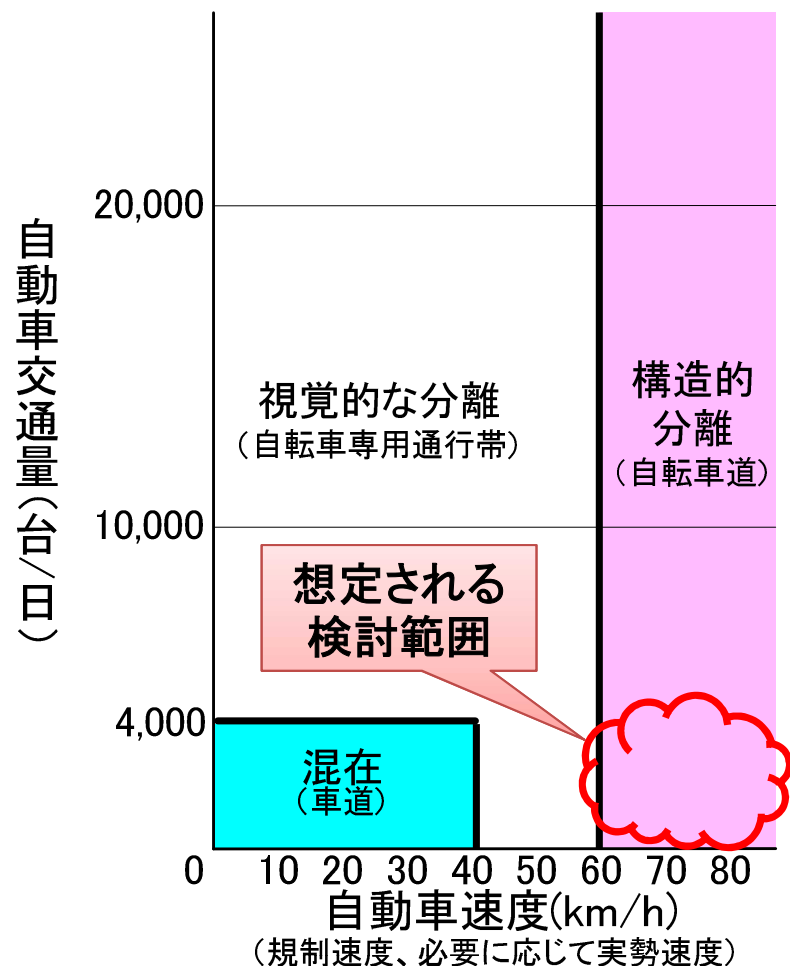 自動車交通量(台/日)
20,000
10,000
4,000
0
視覚的な分離
(自転車専用通行帯)
構造的
分離
(自転車道)
想定される
検討範囲
混在
(車道)
10 20 30 40 50 60 70 80
自動車速度(km/h)
(規制速度、必要に応じて実勢速度)